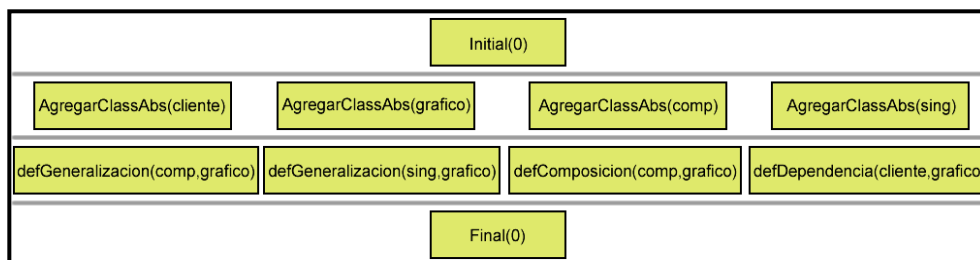 Initial(0)
AgregarClassAbs(cliente) AgregarClassAbs(grafico) AgregarClassAbs(comp) AgregarClassAbs(sing)
defGeneralizacion(comp,grafico) defGeneralizacion(sing,grafico) defComposicion(comp,grafico) defDependencia(cliente,grafico
Final(0)